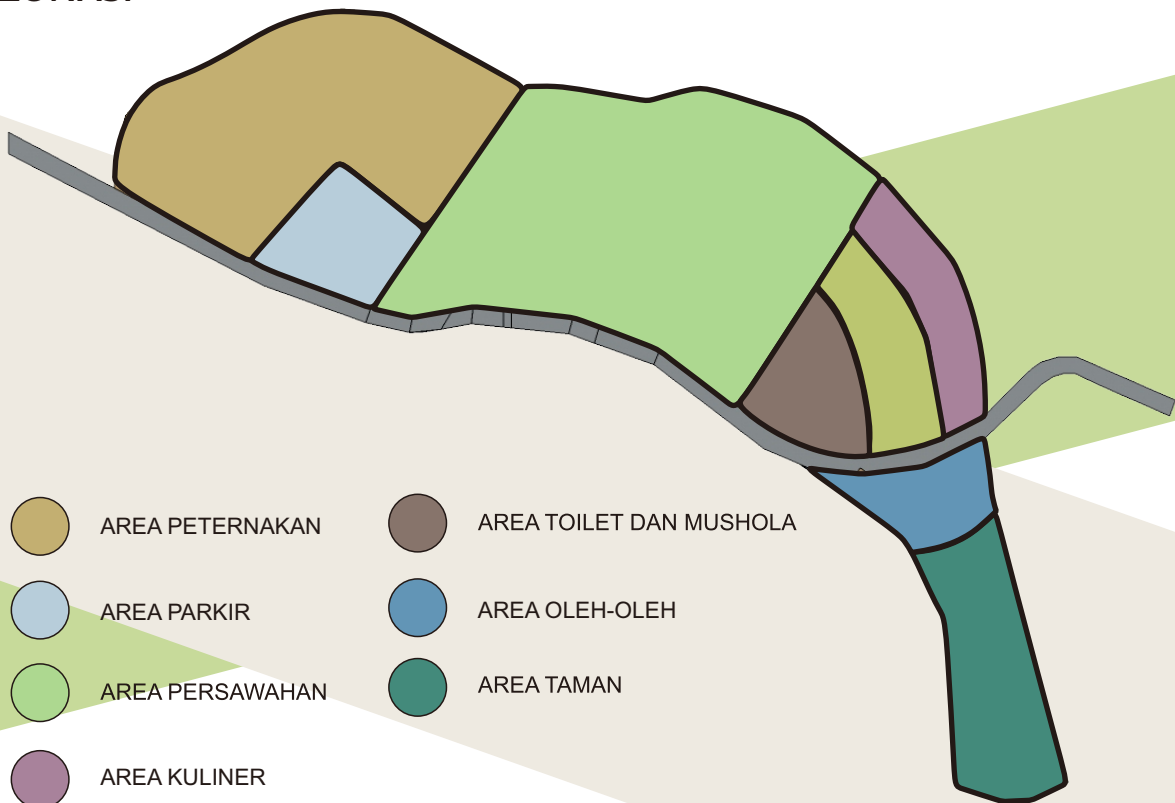 AREA PETERNAKAN
AREA PARKIR
AREA PERSAWAHAN
AREA KULINER
AREA TOILET DAN MUSHOLA
AREA OLEH-OLEH
AREA TAMAN